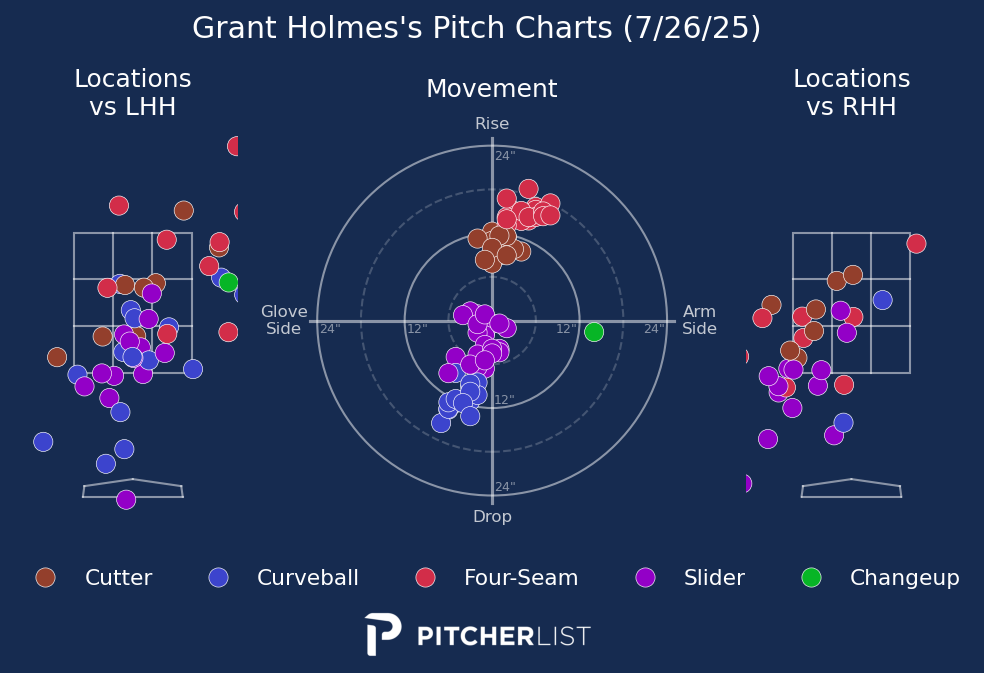 Grant Holmes's Pitch Charts (7/26/25)
Locations
vs LHH
Movement
Locations
vs RHH
Rise
24"
Glove
Side
24"
12"
12"
24"
Arm
Side
12"
24"
Drop
Cutter
Curveball
Four-Seam
Slider
Changeup
PITCHERLIST